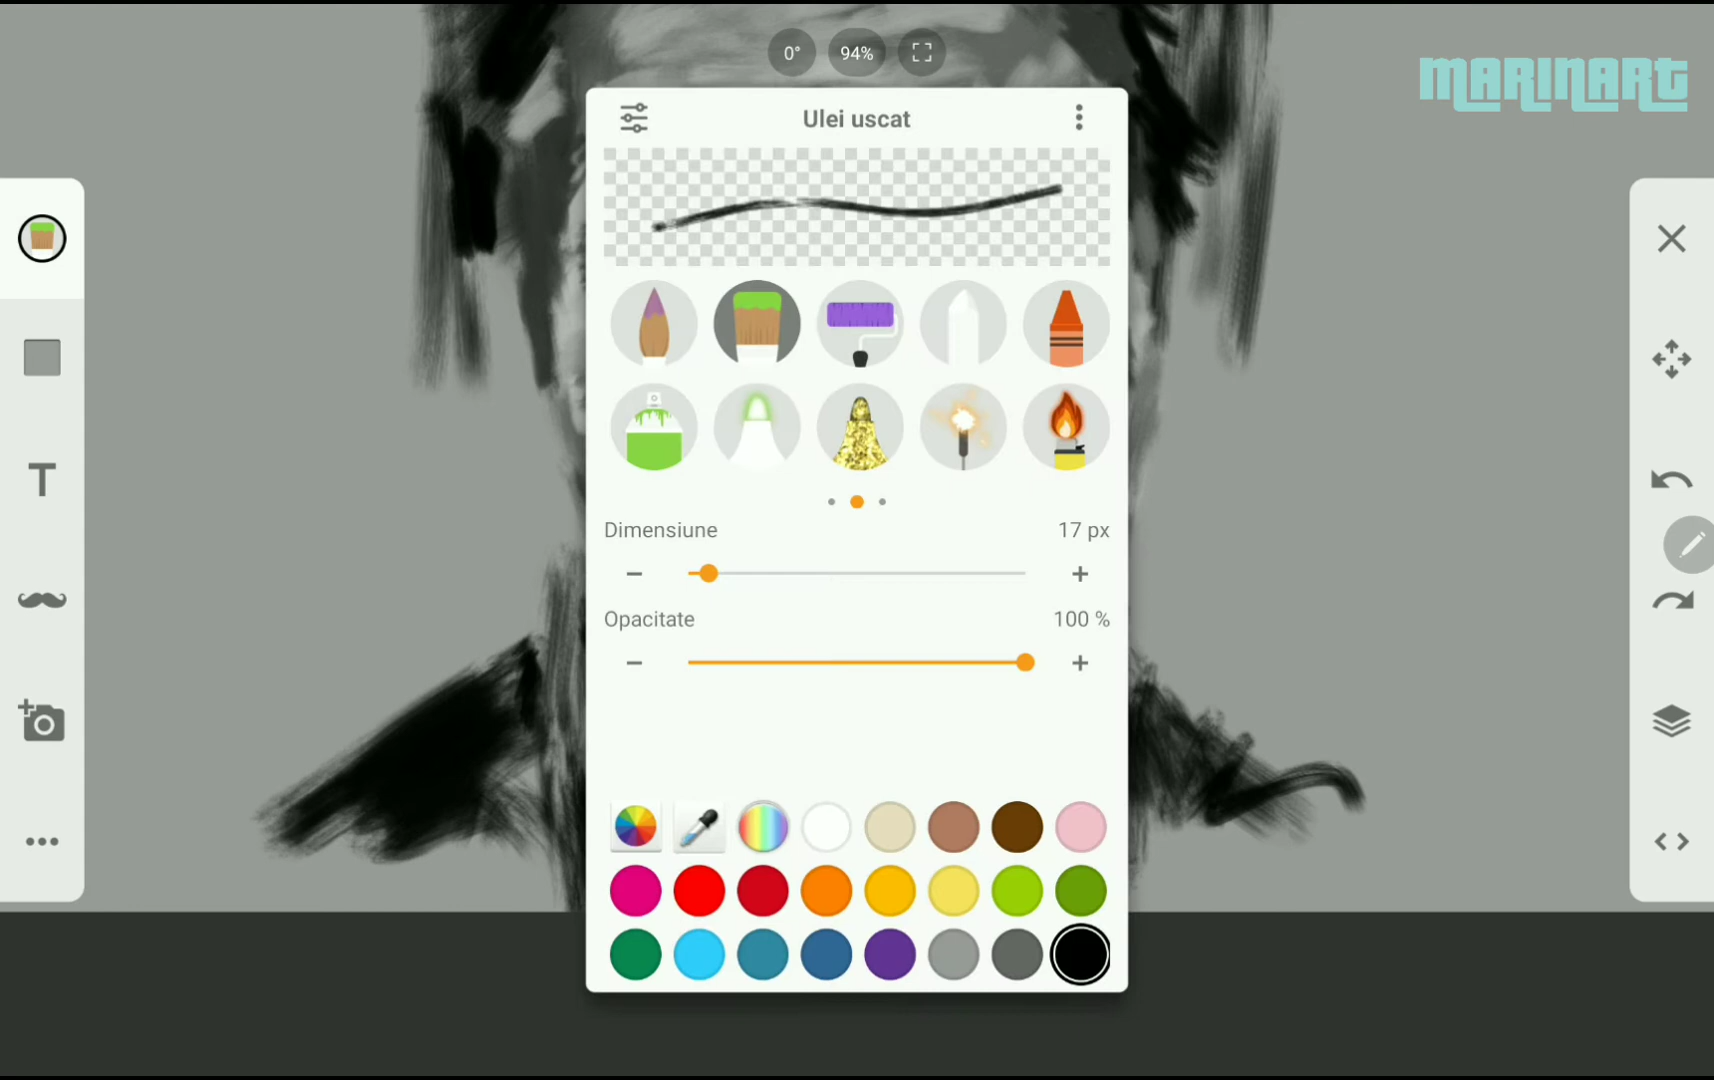 0°
94%
MARINART
Ulei uscat
Dimensiune
17 px
Opacitate
100 %
T